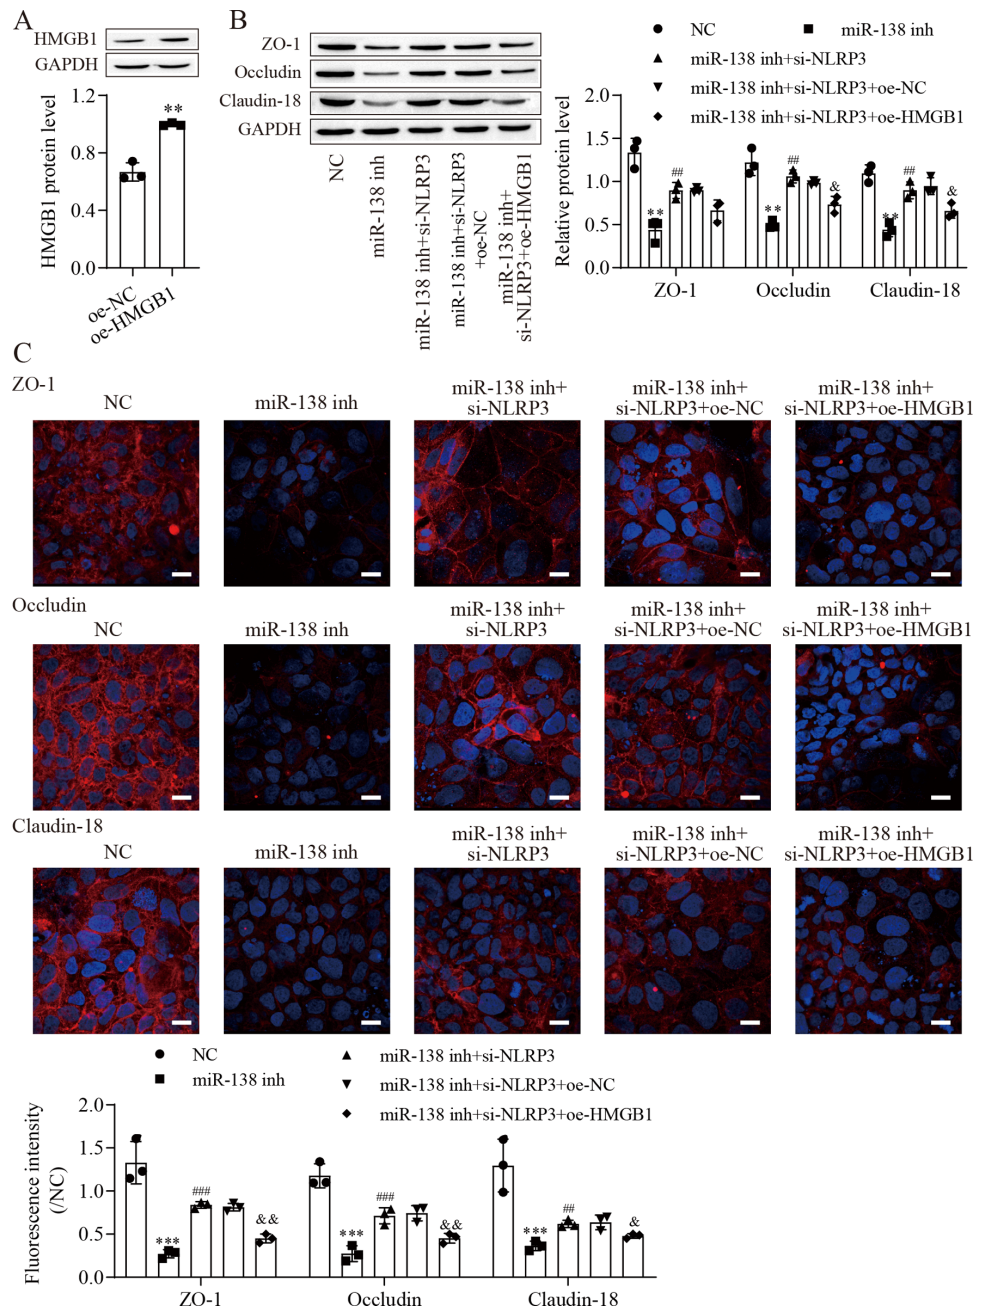 A
HMGB1
GAPDH
HMGB1 protein level
1.2
0.8
0.4
0.0
**
oe-NC
oe-HMGB1
B
ZO-1
Occludin
Claudin-18
GAPDH
NC
miR-138 inh
miR-138 inh+si-NLRP3
miR-138 inh+si-NLRP3
+oe-NC
miR-138 inh+
si-NLRP3+oe-HMGB1
NC
miR-138 inh
miR-138 inh+si-NLRP3
miR-138 inh+si-NLRP3+oe-NC
miR-138 inh+si-NLRP3+oe-HMGB1
Relative protein level
2.0
1.5
1.0
0.5
0.0
**
##
**
##
&
**
##
&
ZO-1
Occludin
Claudin-18
C
ZO-1
NC
miR-138 inh
miR-138 inh+
si-NLRP3
miR-138 inh+
si-NLRP3+oe-NC
miR-138 inh+
si-NLRP3+oe-HMGB1
Occludin
NC
miR-138 inh
miR-138 inh+
si-NLRP3
miR-138 inh+
si-NLRP3+oe-NC
miR-138 inh+
si-NLRP3+oe-HMGB1
Claudin-18
NC
miR-138 inh
miR-138 inh+
si-NLRP3
miR-138 inh+
si-NLRP3+oe-NC
miR-138 inh+
si-NLRP3+oe-HMGB1
NC
miR-138 inh
miR-138 inh+si-NLRP3
miR-138 inh+si-NLRP3+oe-NC
miR-138 inh+si-NLRP3+oe-HMGB1
Fluorescence intensity
(/NC)
2.0
1.5
1.0
0.5
0.0
***
###
&&
***
###
&&
***
##
&
ZO-1
Occludin
Claudin-18